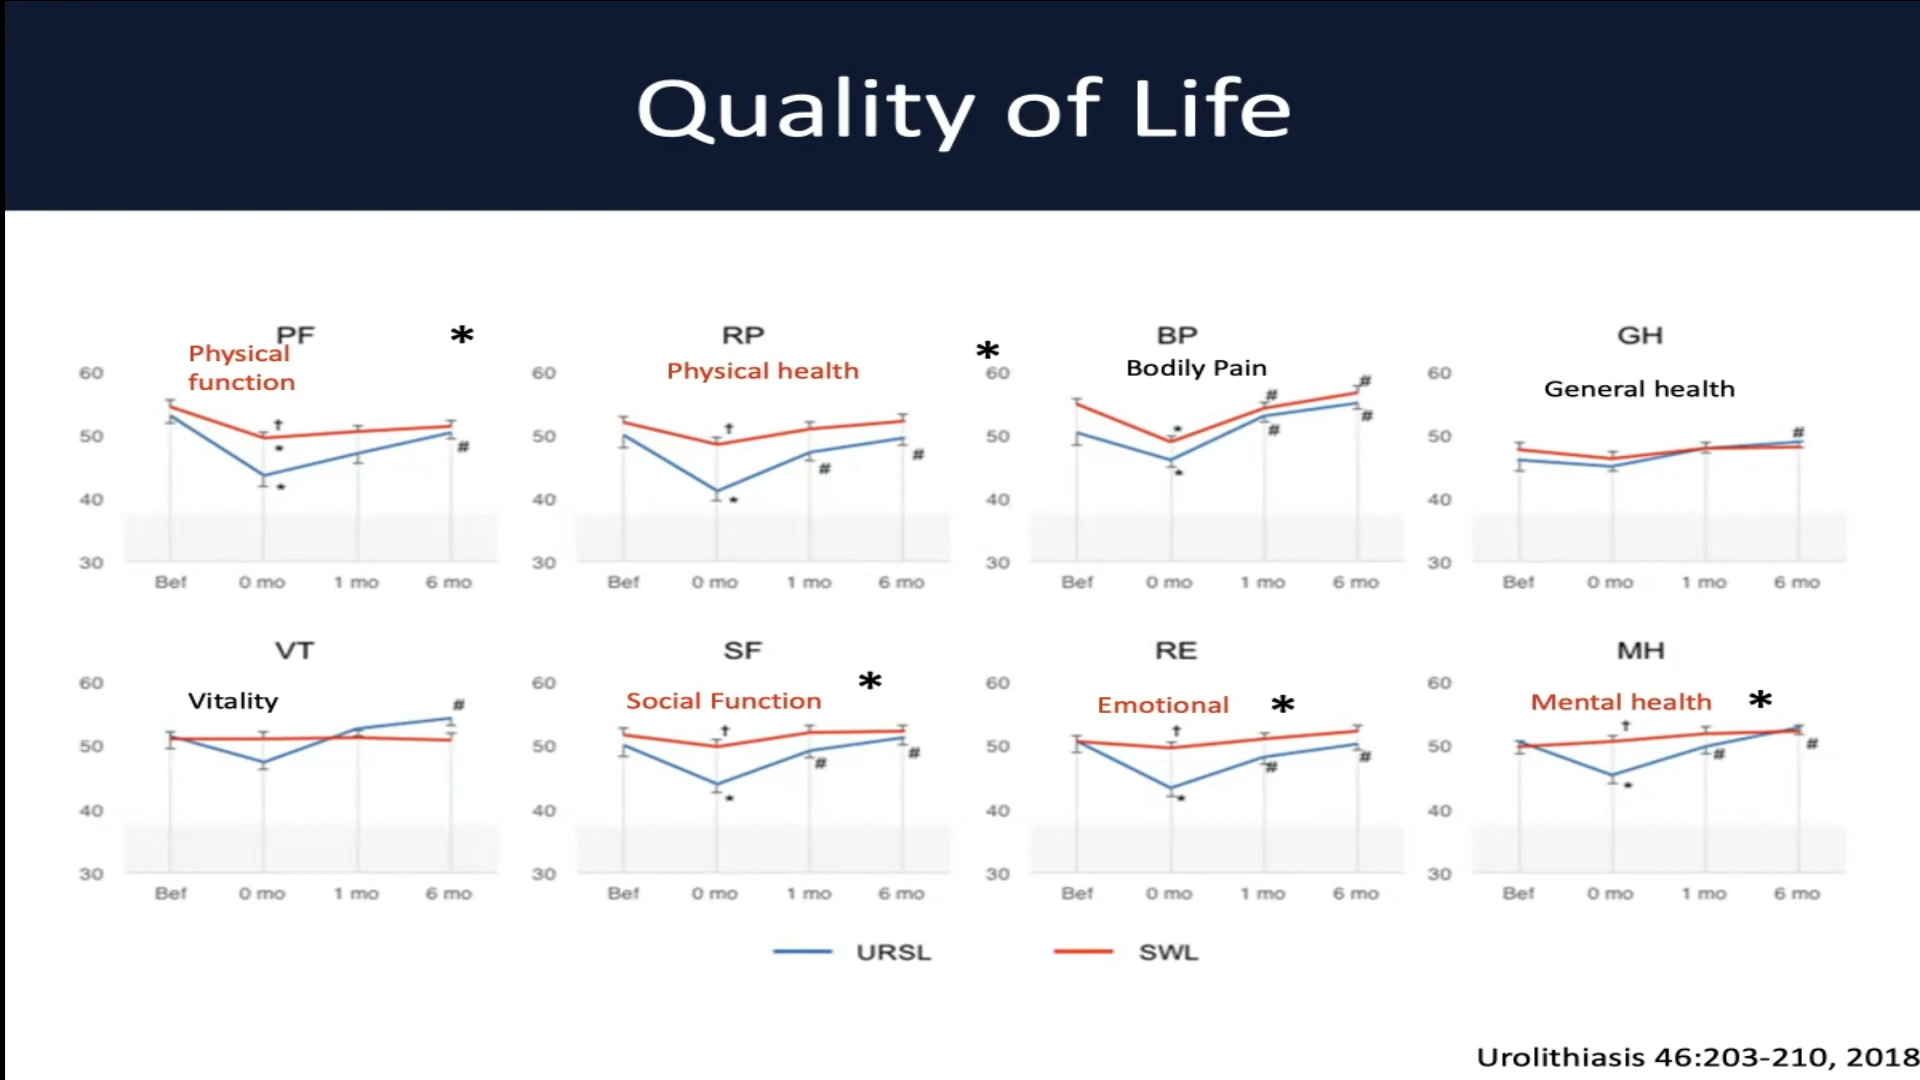 Quality of Life
PF
Physical
function
*
60
50
40
30
†
*
*
#
Bef 0 mo 1 mo 6 mo
RP
Physical health
*
60
50
40
30
†
*
#
#
Bef 0 mo 1 mo 6 mo
BP
Bodily Pain
60
50
40
30
*
*
#
#
#
#
Bef 0 mo 1 mo 6 mo
GH
General health
60
50
40
30
#
Bef 0 mo 1 mo 6 mo
VT
Vitality
60
50
40
30
#
Bef 0 mo 1 mo 6 mo
SF
Social Function *
60
50
40
30
†
*
#
#
Bef 0 mo 1 mo 6 mo
RE
Emotional *
60
50
40
30
†
*
#
#
Bef 0 mo 1 mo 6 mo
MH
Mental health *
60
50
40
30
†
*
#
#
Bef 0 mo 1 mo 6 mo
URSL SWL
Urolithiasis 46:203-210, 2018